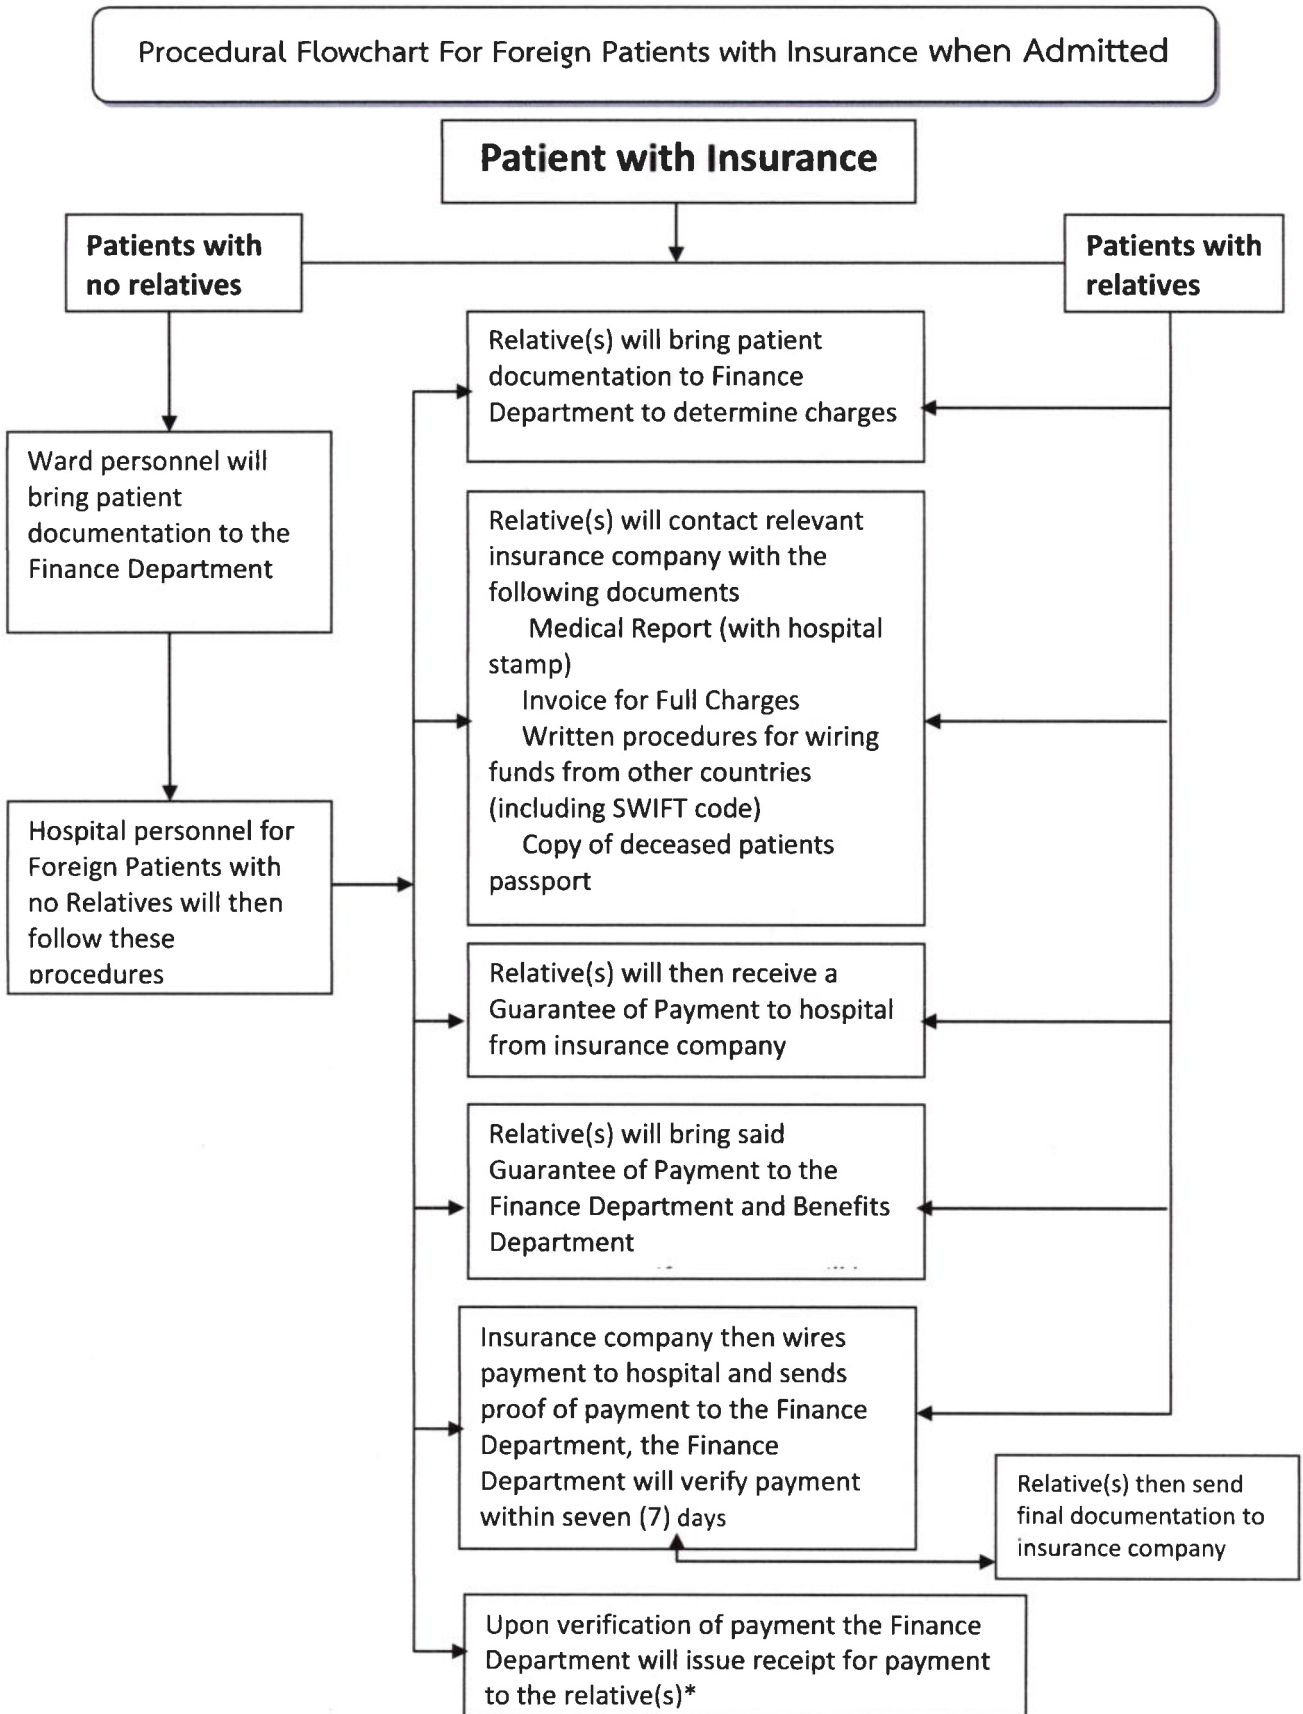 Procedural Flowchart For Foreign Patients with Insurance when Admitted
Patient with Insurance
Patients with
no relatives
Patients with
relatives
Relative(s) will bring patient
documentation to Finance
Department to determine charges
Ward personnel will
bring patient
documentation to the
Finance Department
Relative(s) will contact relevant
insurance company with the
following documents
Medical Report (with hospital
stamp)
Invoice for Full Charges
Written procedures for wiring
funds from other countries
(including SWIFT code)
Copy of deceased patients
passport
Hospital personnel for
Foreign Patients with
no Relatives will then
follow these
procedures
Relative(s) will then receive a
Guarantee of Payment to hospital
from insurance company
Relative(s) will bring said
Guarantee of Payment to the
Finance Department and Benefits
Department
Insurance company then wires
payment to hospital and sends
proof of payment to the Finance
Department, the Finance
Department will verify payment
within seven (7) days
Relative(s) then send
final documentation to
insurance company
Upon verification of payment the Finance
Department will issue receipt for payment
to the relative(s)*